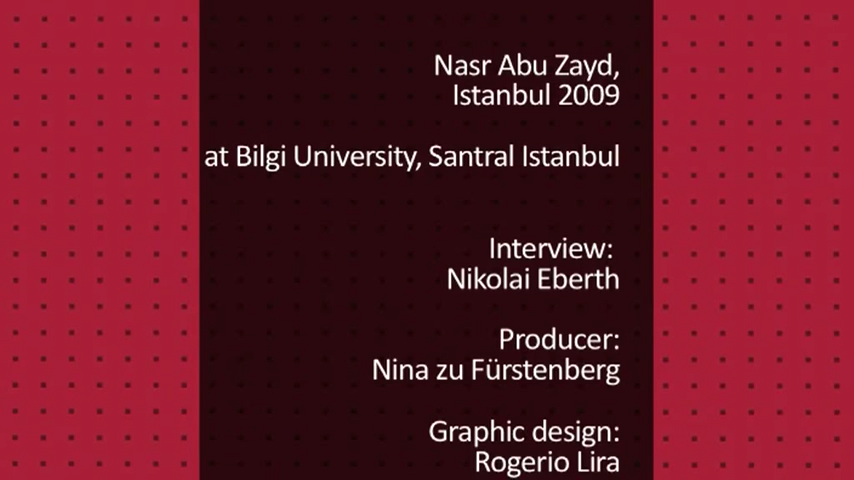 Nasr Abu Zayd,
Istanbul 2009
at Bilgi University, Santral Istanbul
Interview:
Nikolai Eberth
Producer:
Nina zu Fürstenberg
Graphic design:
Rogerio Lira